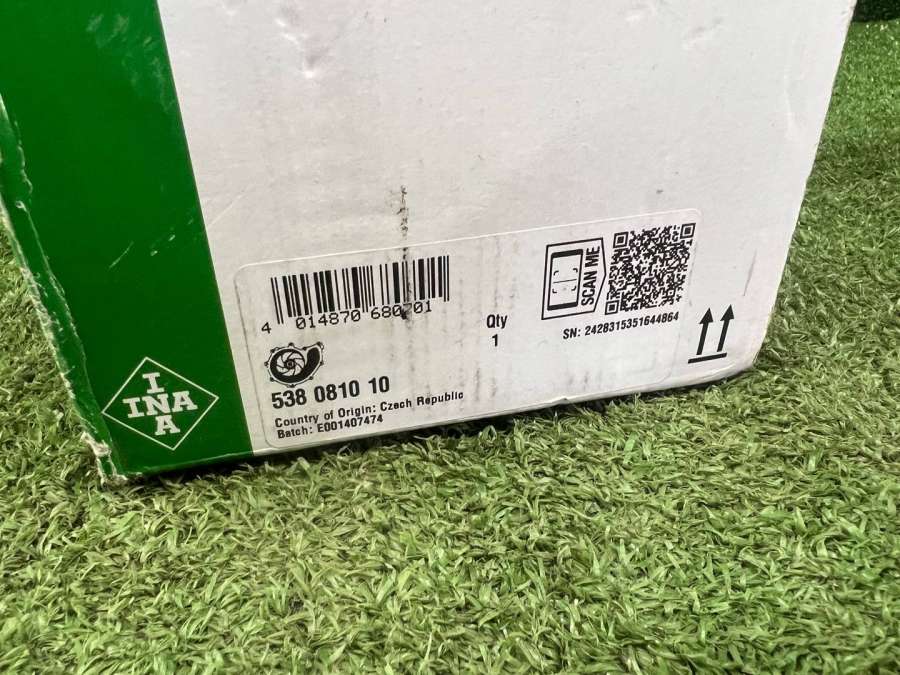 4 014870 680701
Qty
1
SCAN ME
SN: 2428315351644864
538 0810 10
Country of Origin: Czech Republic
Batch: E001407474
I
INA
A